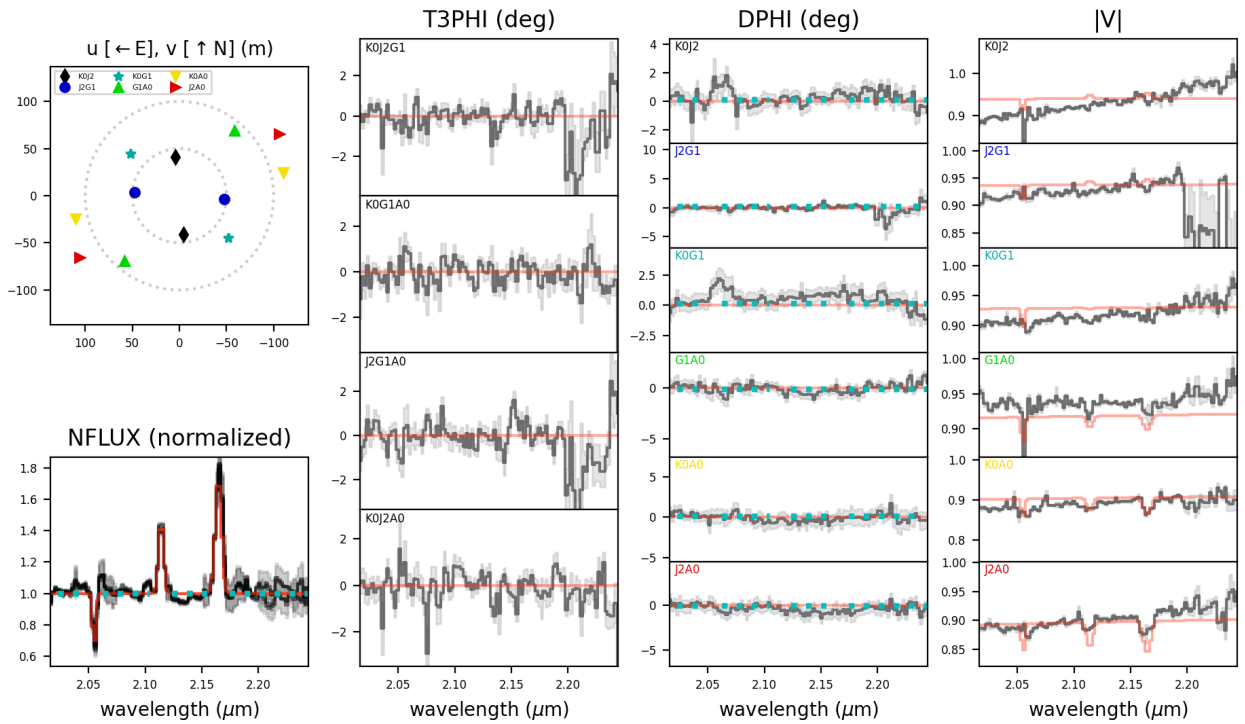 T3PHI (deg)
DPHI (deg)
|V|
u [←E], v [↑N] (m)
K0J2 K0G1 K0A0
J2G1 G1A0 J2A0
100
50
0
−50
−100
100 50 0 −50 −100
NFLUX (normalized)
1.8
1.6
1.4
1.2
1.0
0.8
0.6
2.05 2.10 2.15 2.20
wavelength (μm)
K0J2G1
2
0
−2
K0G1A0
2
0
−2
J2G1A0
2
0
−2
K0J2A0
2
0
−2
2.05 2.10 2.15 2.20
wavelength (μm)
K0J2
4
2
0
−2
J2G1
10
5
0
−5
K0G1
2.5
0.0
−2.5
G1A0
0
−5
K0A0
5
0
−5
J2A0
5
0
−5
2.05 2.10 2.15 2.20
wavelength (μm)
K0J2
1.0
0.9
J2G1
1.00
0.95
0.90
0.85
K0G1
1.00
0.95
0.90
G1A0
1.00
0.95
0.90
K0A0
1.0
0.9
0.8
J2A0
1.00
0.95
0.90
0.85
2.05 2.10 2.15 2.20
wavelength (μm)